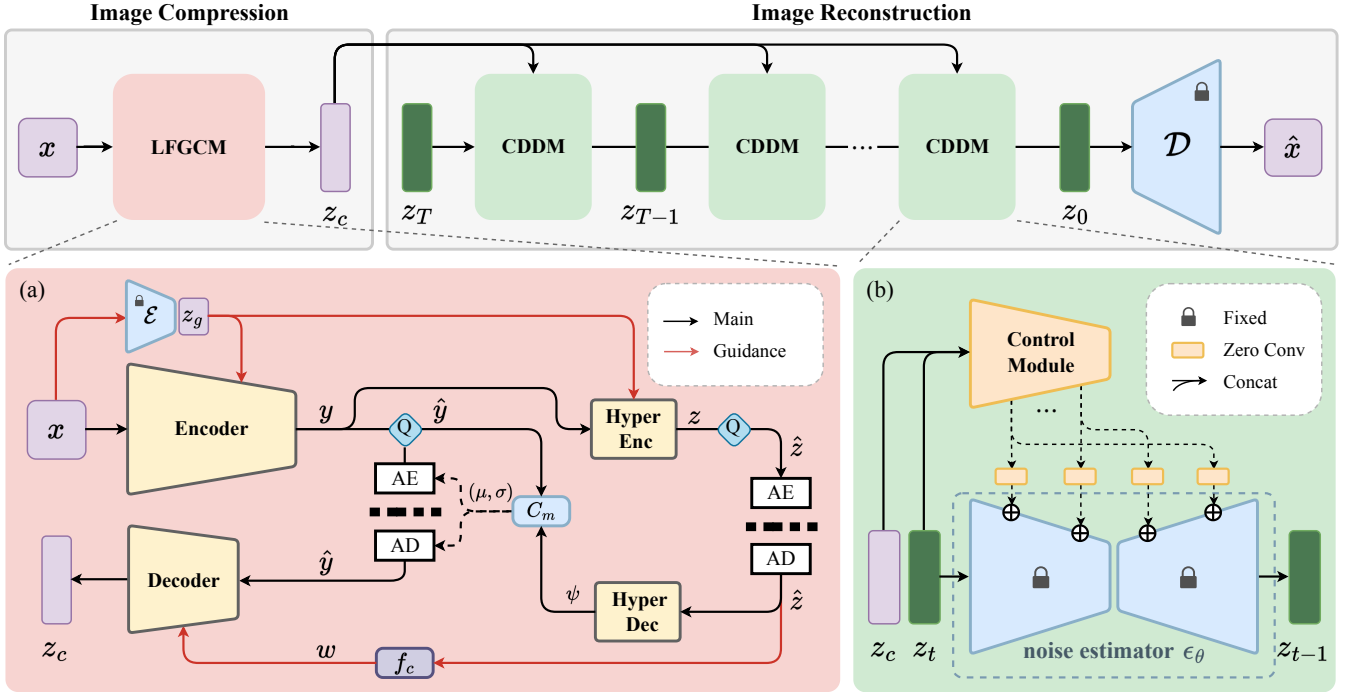 Image Compression
Image Reconstruction
x
LFGCM
z_c
z_T
CDDM
z_{T-1}
CDDM
...
CDDM
z_0
𝒟
x̂
(a)
ℰ
z_g
Main
Guidance
x
Encoder
y
Q
ŷ
Hyper
Enc
z
Q
ẑ
AE
(μ, σ)
C_m
AE
AD
ŷ
AD
Decoder
ψ
Hyper
Dec
ẑ
z_c
w
f_c
(b)
Control
Module
...
Fixed
Zero Conv
Concat
z_c
z_t
noise estimator ϵ_θ
z_{t-1}